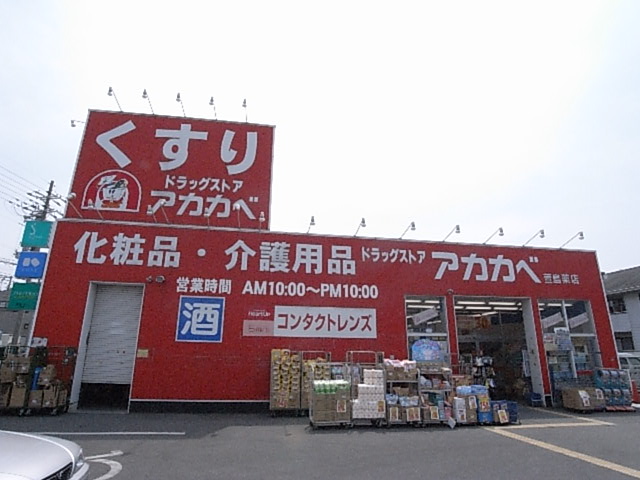 くすり
ドラッグストア
アカカベ
化粧品・介護用品 ドラッグストア アカカベ
営業時間 AM10:00～PM10:00
酒
コンタクトレンズ